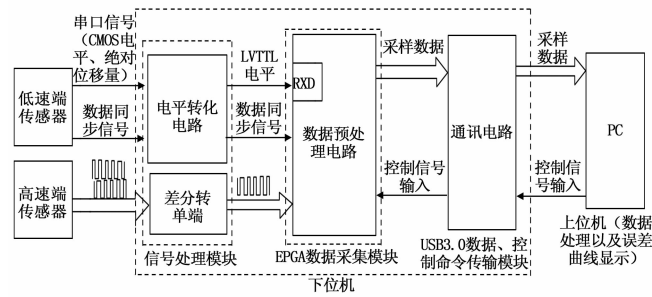 串口信号
(CMOS电
平、绝对
位移量)
低速端
传感器
数据同
步信号
高速端
传感器
电平转化
电路
差分转
单端
信号处理模块
LVTTL
电平
数据同
步信号
RXD
数据预处
理电路
EPGA数据采集模块
采样数据
控制信号
输入
通讯电路
USB3.0数据、控
制命令传输模块
采样
数据
控制信
号输入
PC
上位机（数据
处理以及误差
曲线显示）
下位机